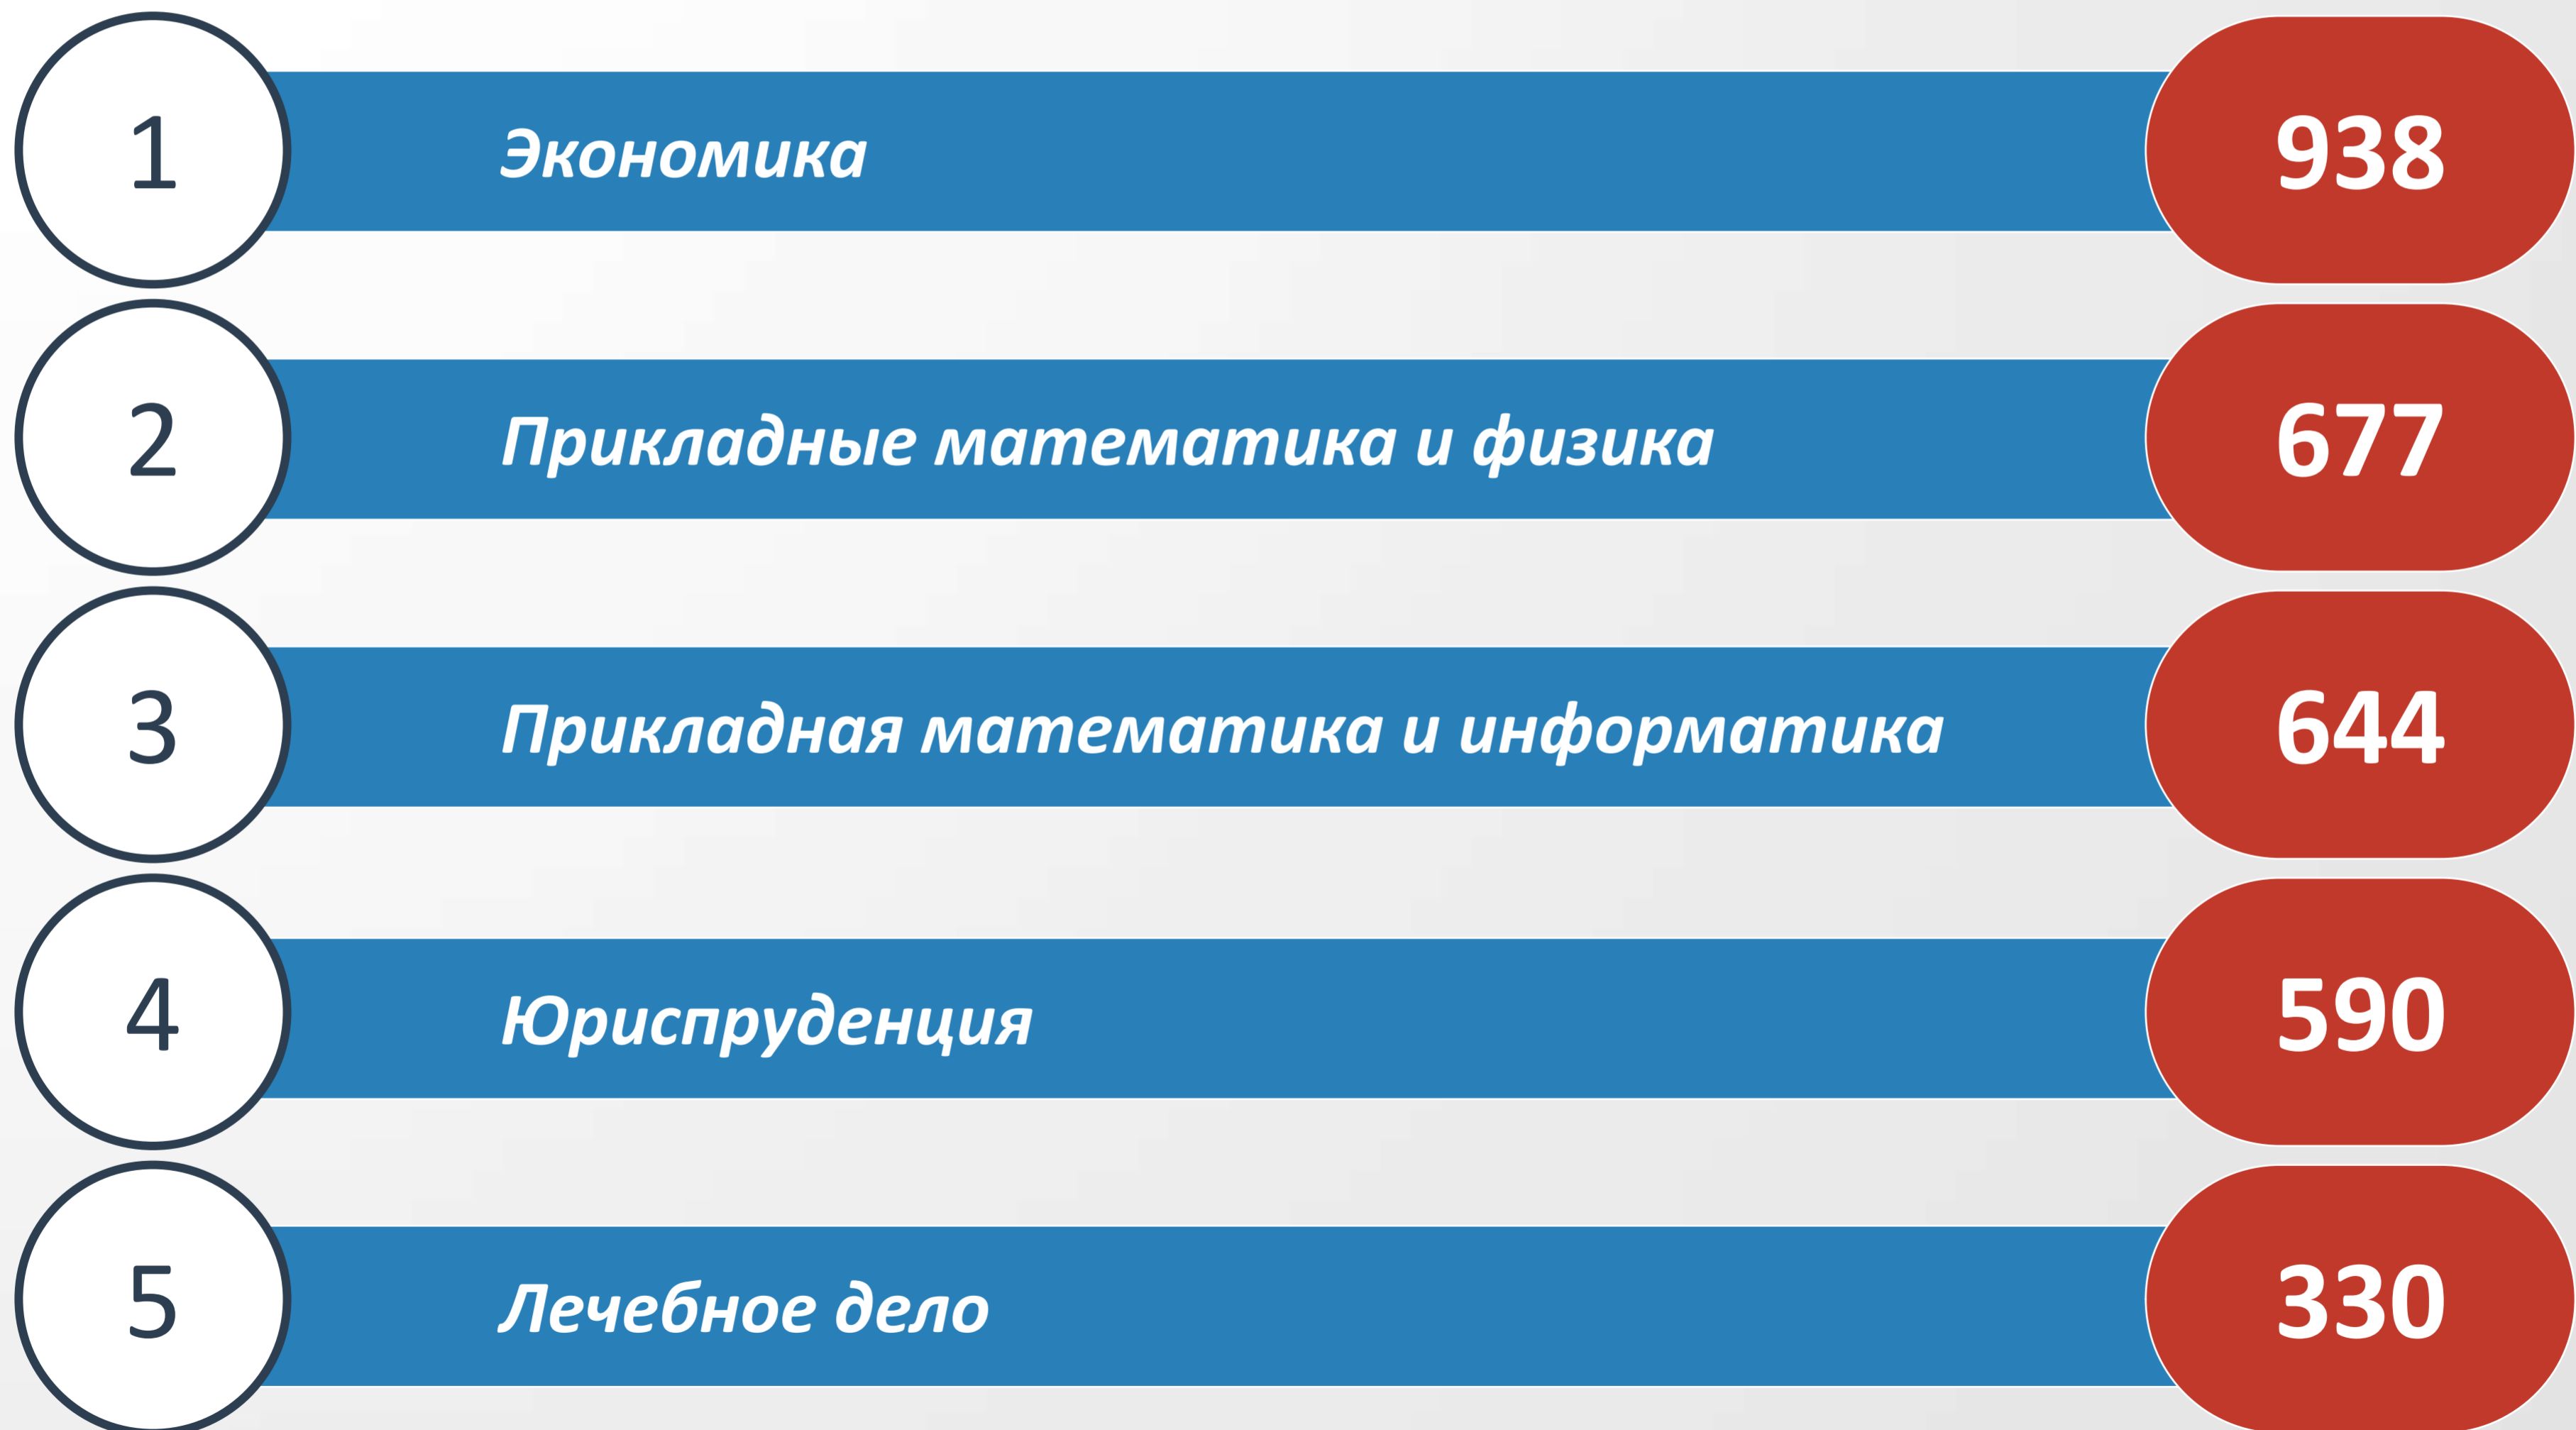 1 Экономика 938
2 Прикладные математика и физика 677
3 Прикладная математика и информатика 644
4 Юриспруденция 590
5 Лечебное дело 330